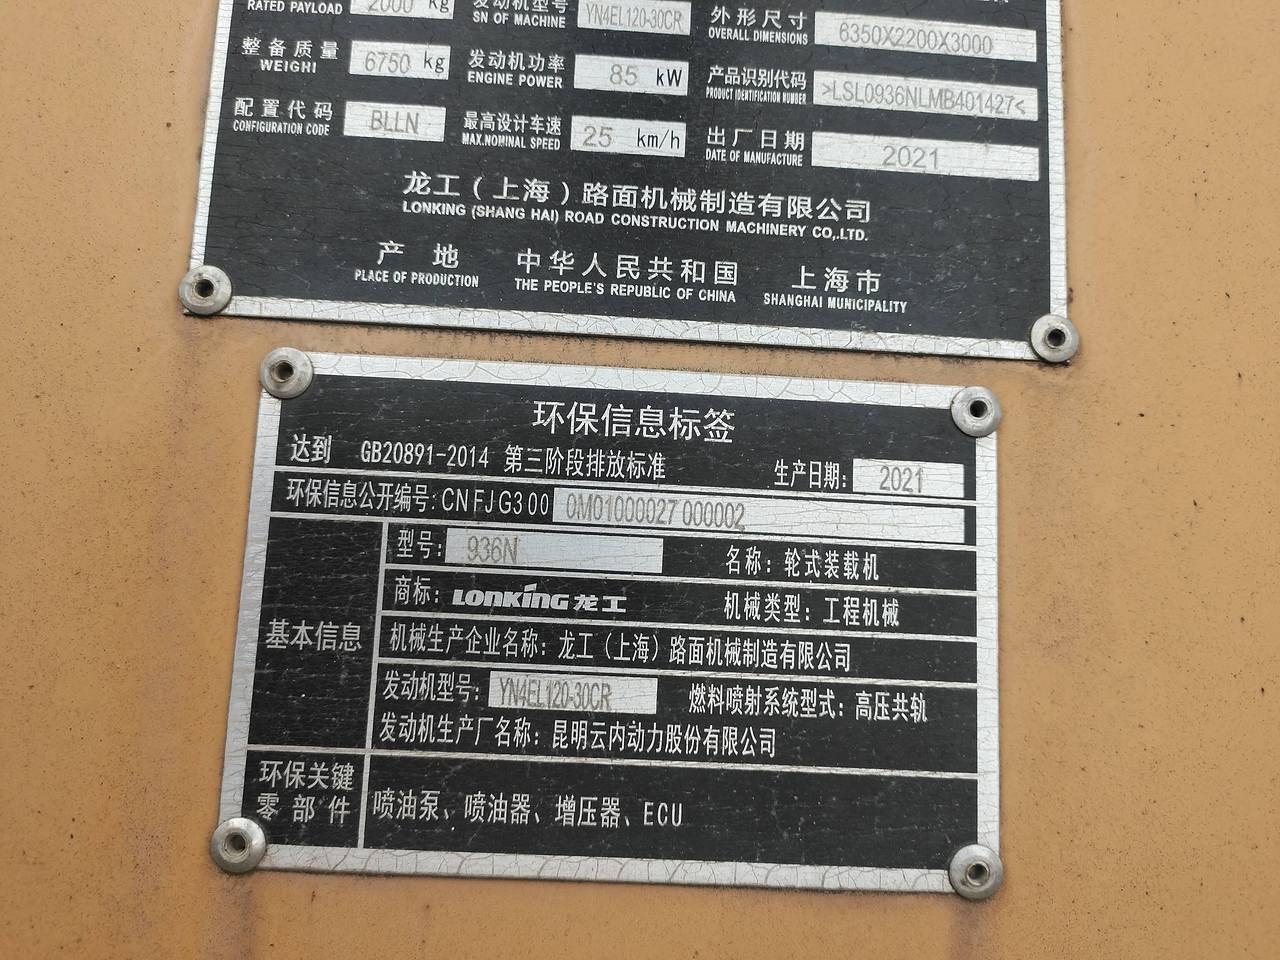 RATED PAYLOAD 2000 kg 发动机型号 SN OF MACHINE YN4EL120-30CR 外形尺寸 OVERALL DIMENSIONS 6350X2200X3000
整备质量 WEIGHI 6750 kg 发动机功率 ENGINE POWER 85 kW 产品识别代码 PRODUCT IDENTIFICATION NUMBER >LSL0936NLMB401427<
配置代码 CONFIGURATION CODE BLLN 最高设计车速 MAX.NOMINAL SPEED 25 km/h 出厂日期 DATE OF MANUFACTURE 2021
龙工（上海）路面机械制造有限公司
LONKING (SHANG HAI) ROAD CONSTRUCTION MACHINERY CO,.LTD.
产地 中华人民共和国 上海市
PLACE OF PRODUCTION THE PEOPLE'S REPUBLIC OF CHINA SHANGHAI MUNICIPALITY
环保信息标签
达到 GB20891-2014 第三阶段排放标准 生产日期: 2021
环保信息公开编号: CNFJG300 0M01000027 000002
基本信息
型号: 936N 名称: 轮式装载机
商标: LONKING 龙工 机械类型: 工程机械
机械生产企业名称: 龙工（上海）路面机械制造有限公司
发动机型号: YN4EL120-30CR 燃料喷射系统型式: 高压共轨
发动机生产厂名称: 昆明云内动力股份有限公司
环保关键零部件 喷油泵、喷油器、增压器、ECU